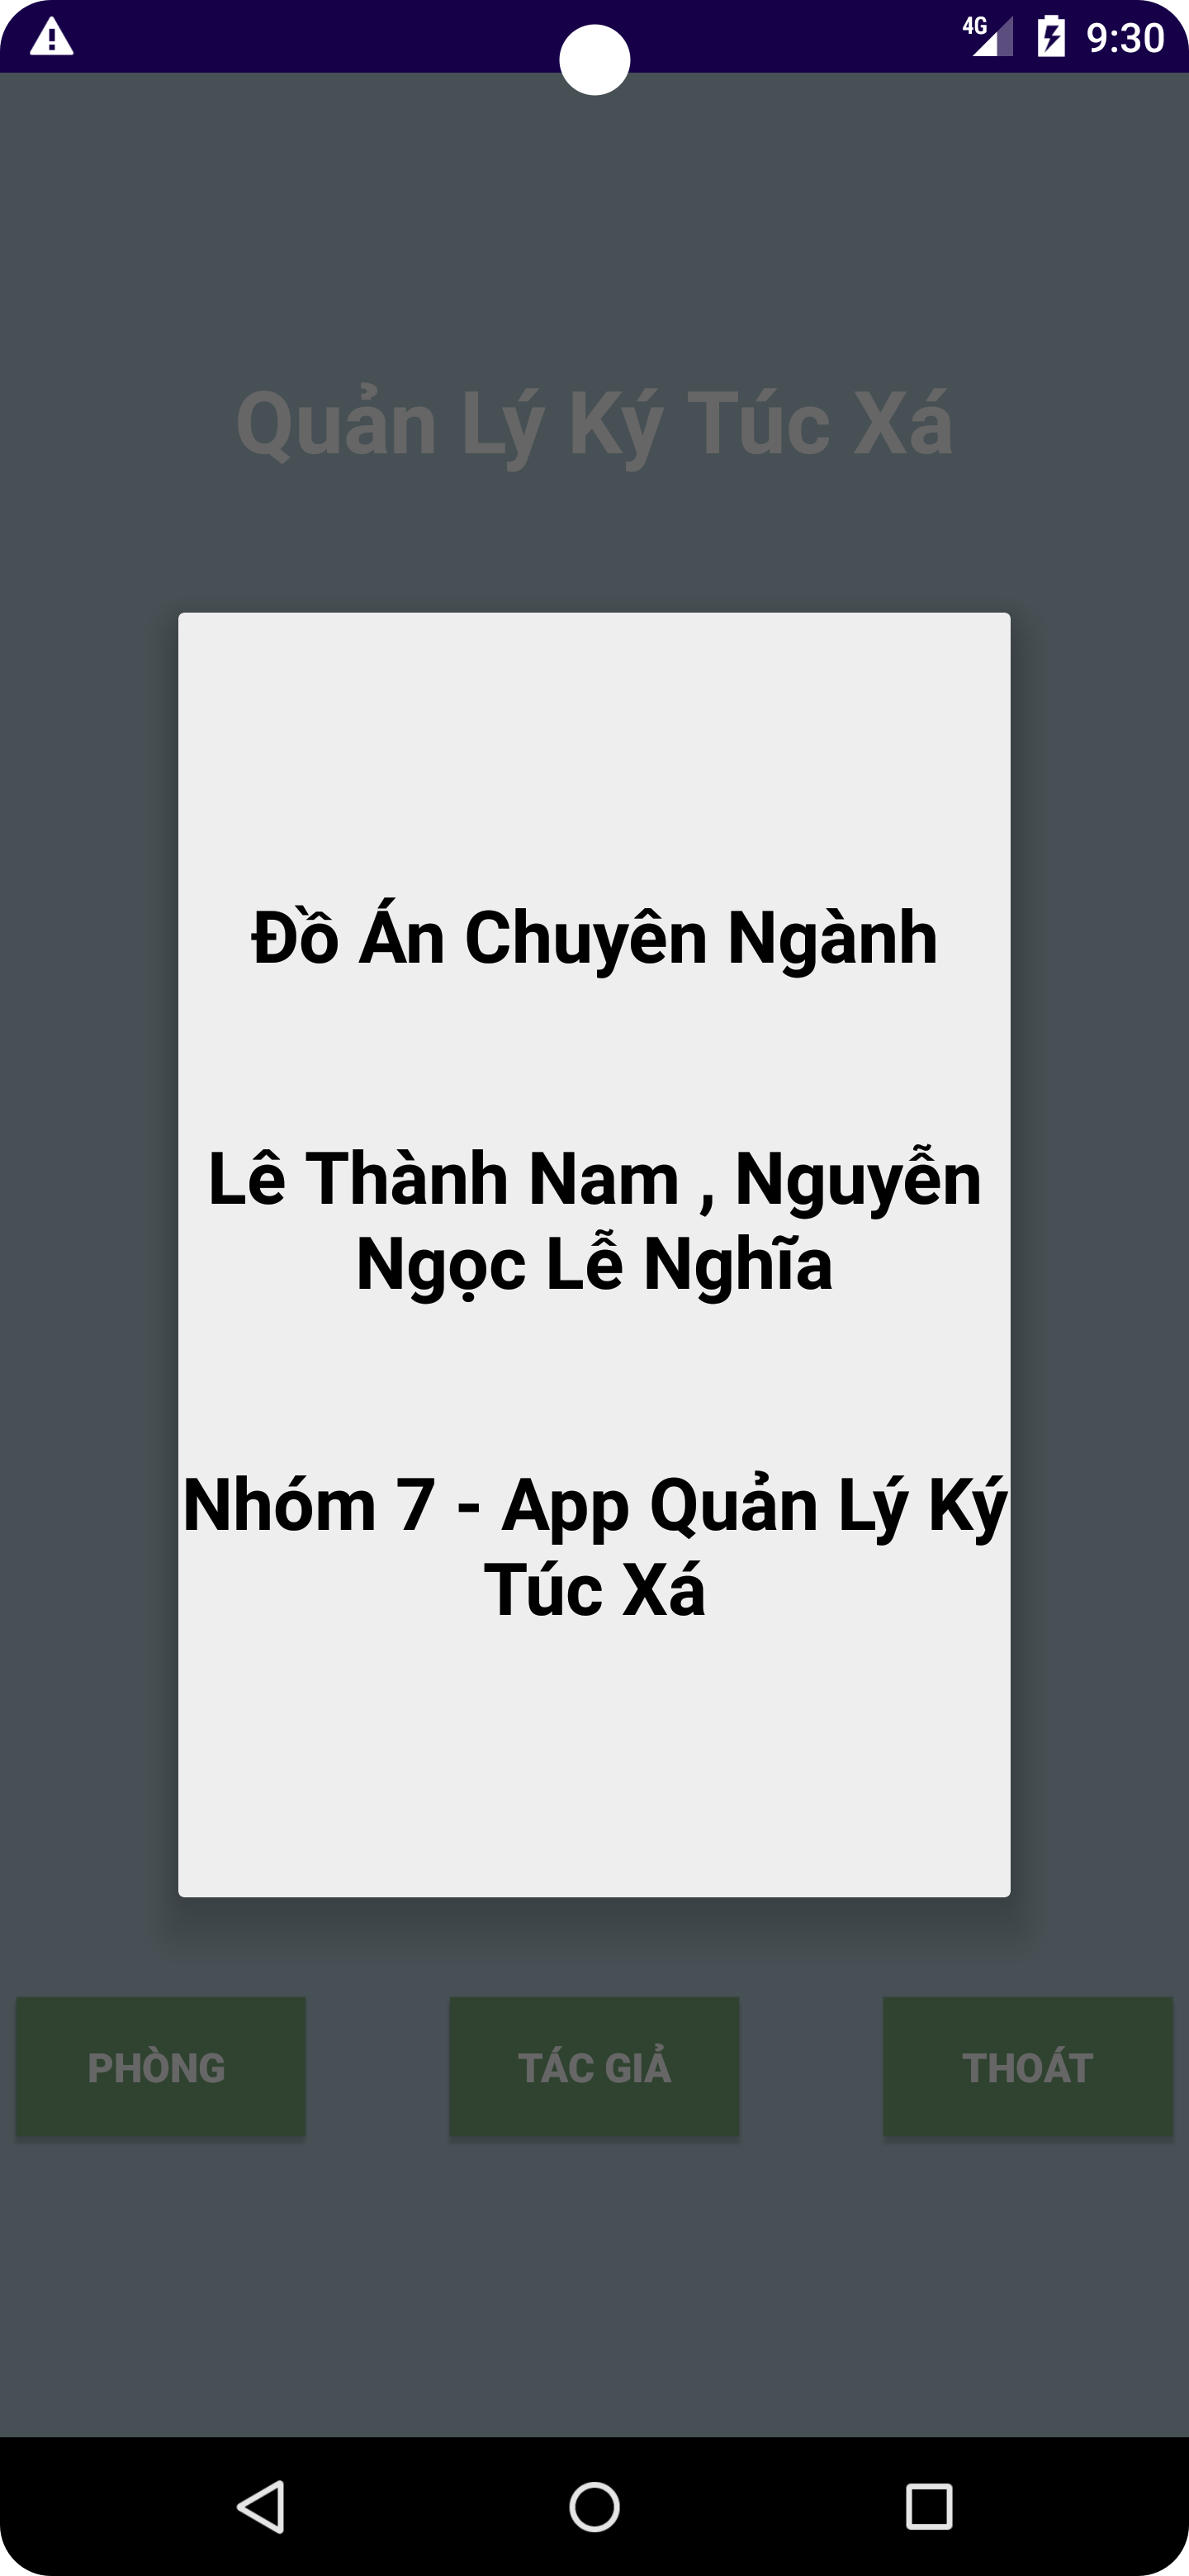 4G 9:30
Quản Lý Ký Túc Xá
Đồ Án Chuyên Ngành
Lê Thành Nam , Nguyễn
Ngọc Lễ Nghĩa
Nhóm 7 - App Quản Lý Ký
Túc Xá
PHÒNG TÁC GIẢ THOÁT